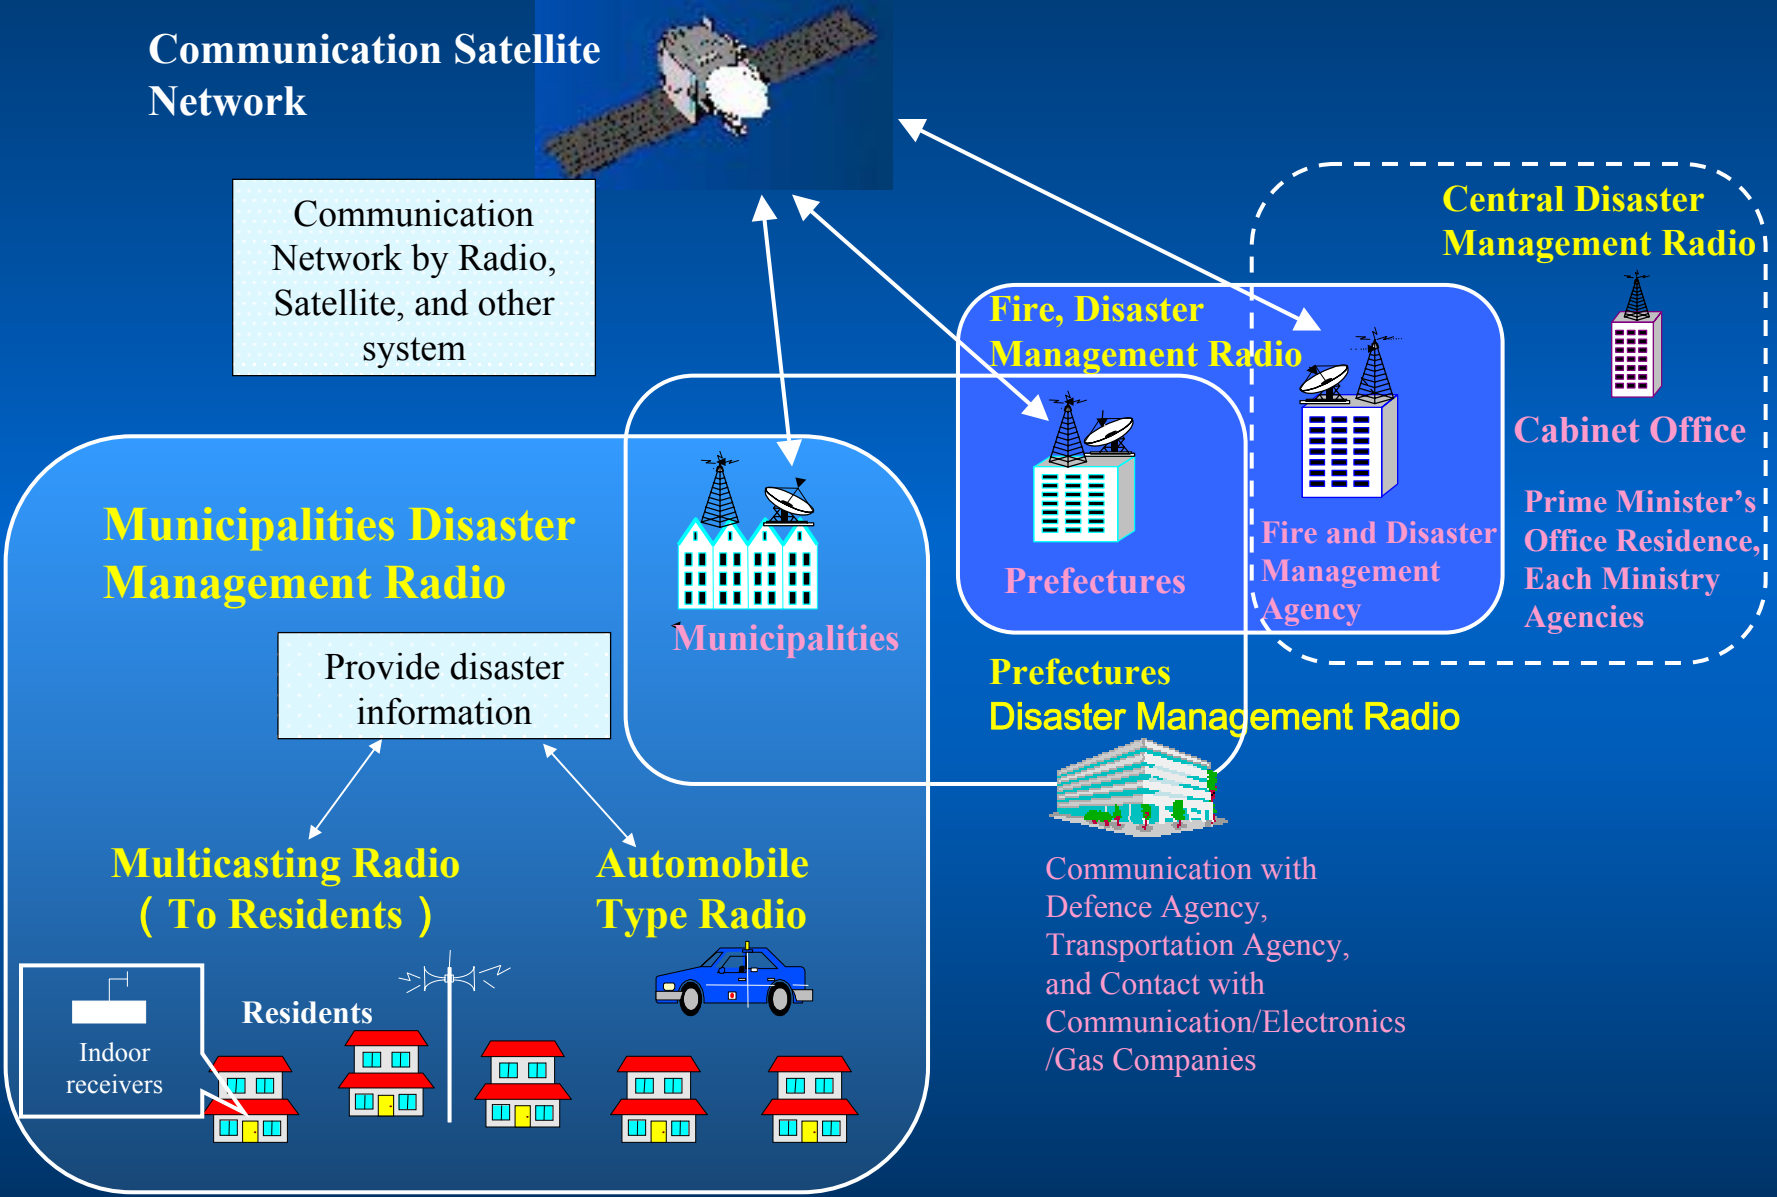 Communication Satellite
Network
Communication
Network by Radio,
Satellite, and other
system
Central Disaster
Management Radio
Fire, Disaster
Management Radio
Cabinet Office
Prime Minister’s
Office Residence,
Each Ministry
Agencies
Fire and Disaster
Management
Agency
Prefectures
Municipalities
Municipalities Disaster
Management Radio
Provide disaster
information
Prefectures
Disaster Management Radio
Multicasting Radio
( To Residents )
Automobile
Type Radio
Communication with
Defence Agency,
Transportation Agency,
and Contact with
Communication/Electronics
/Gas Companies
Residents
Indoor
receivers